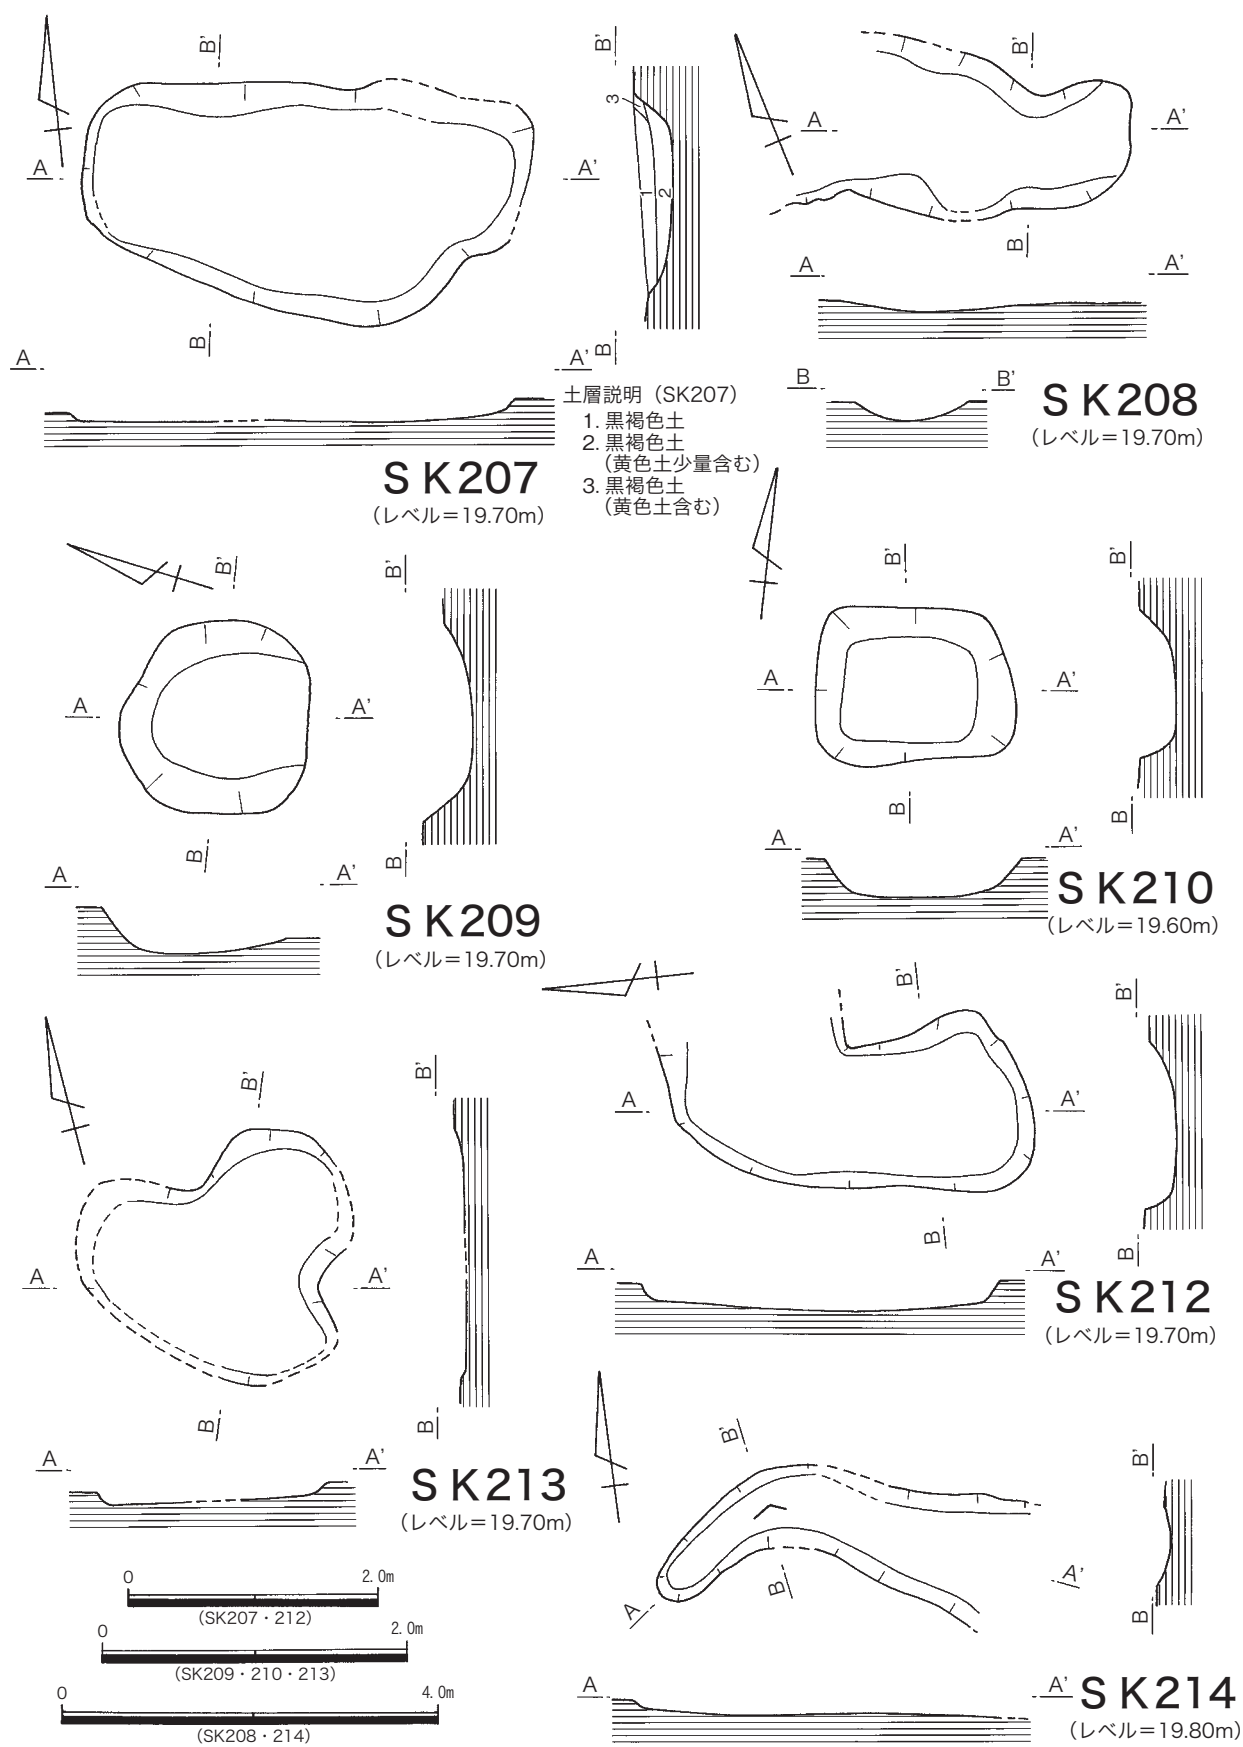 B'
A
A'
B
A
A'
SK207
(レベル＝19.70m)
B'
3
1
2
B
土層説明（SK207）
1. 黒褐色土
2. 黒褐色土
（黄色土少量含む）
3. 黒褐色土
（黄色土含む）
B'
A
A'
B
A
A'
B
B'
SK208
(レベル＝19.70m)
B'
A
A'
B
B'
B
A
A'
SK209
(レベル＝19.70m)
B'
A
A'
B
B'
B
A
A'
SK210
(レベル＝19.60m)
B'
A
A'
B
B'
B
A
A'
SK212
(レベル＝19.70m)
B'
A
A'
B
B'
B
A
A'
SK213
(レベル＝19.70m)
B'
A
A'
B
B'
B
A
A'
SK214
(レベル＝19.80m)
0
2.0m
(SK207・212)
0
2.0m
(SK209・210・213)
0
4.0m
(SK208・214)